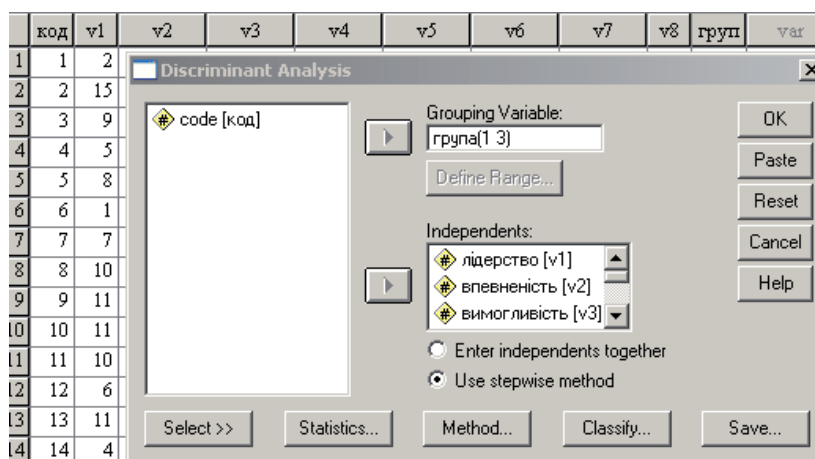 код v1 v2 v3 v4 v5 v6 v7 v8 груп var
1 1 2
2 2 15
3 3 9
4 4 5
5 5 8
6 6 1
7 7 7
8 8 10
9 9 11
10 10 11
11 11 10
12 12 6
13 13 11
14 14 4
Discriminant Analysis
code [код]
Grouping Variable:
група(1 3)
Define Range...
Independents:
лідерство [v1]
впевненість [v2]
вимогливість [v3]
Enter independents together
Use stepwise method
OK
Paste
Reset
Cancel
Help
Select >> Statistics... Method... Classify... Save...